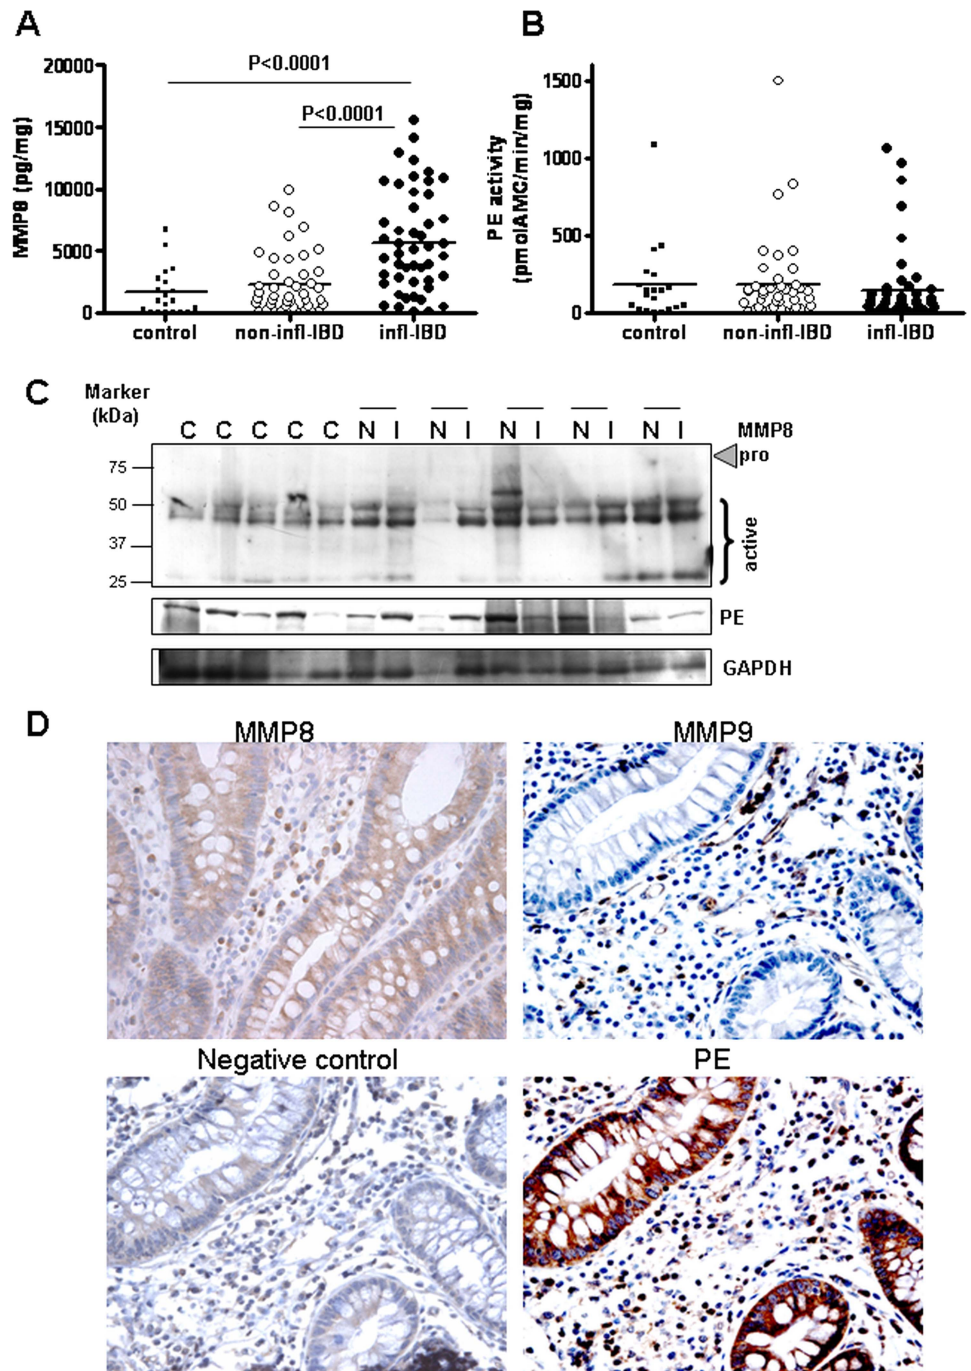 A
B
P<0.0001
P<0.0001
MMP8 (pg/mg)
20000
15000
10000
5000
0
control
non-infl-IBD
infl-IBD
PE activity
(pmolAMC/min/mg)
1500
1000
500
0
control
non-infl-IBD
infl-IBD
C
Marker
(kDa)
C C C C C N I N I N I N I N I
MMP8
pro
75
50
37
25
active
PE
GAPDH
D
MMP8
MMP9
Negative control
PE